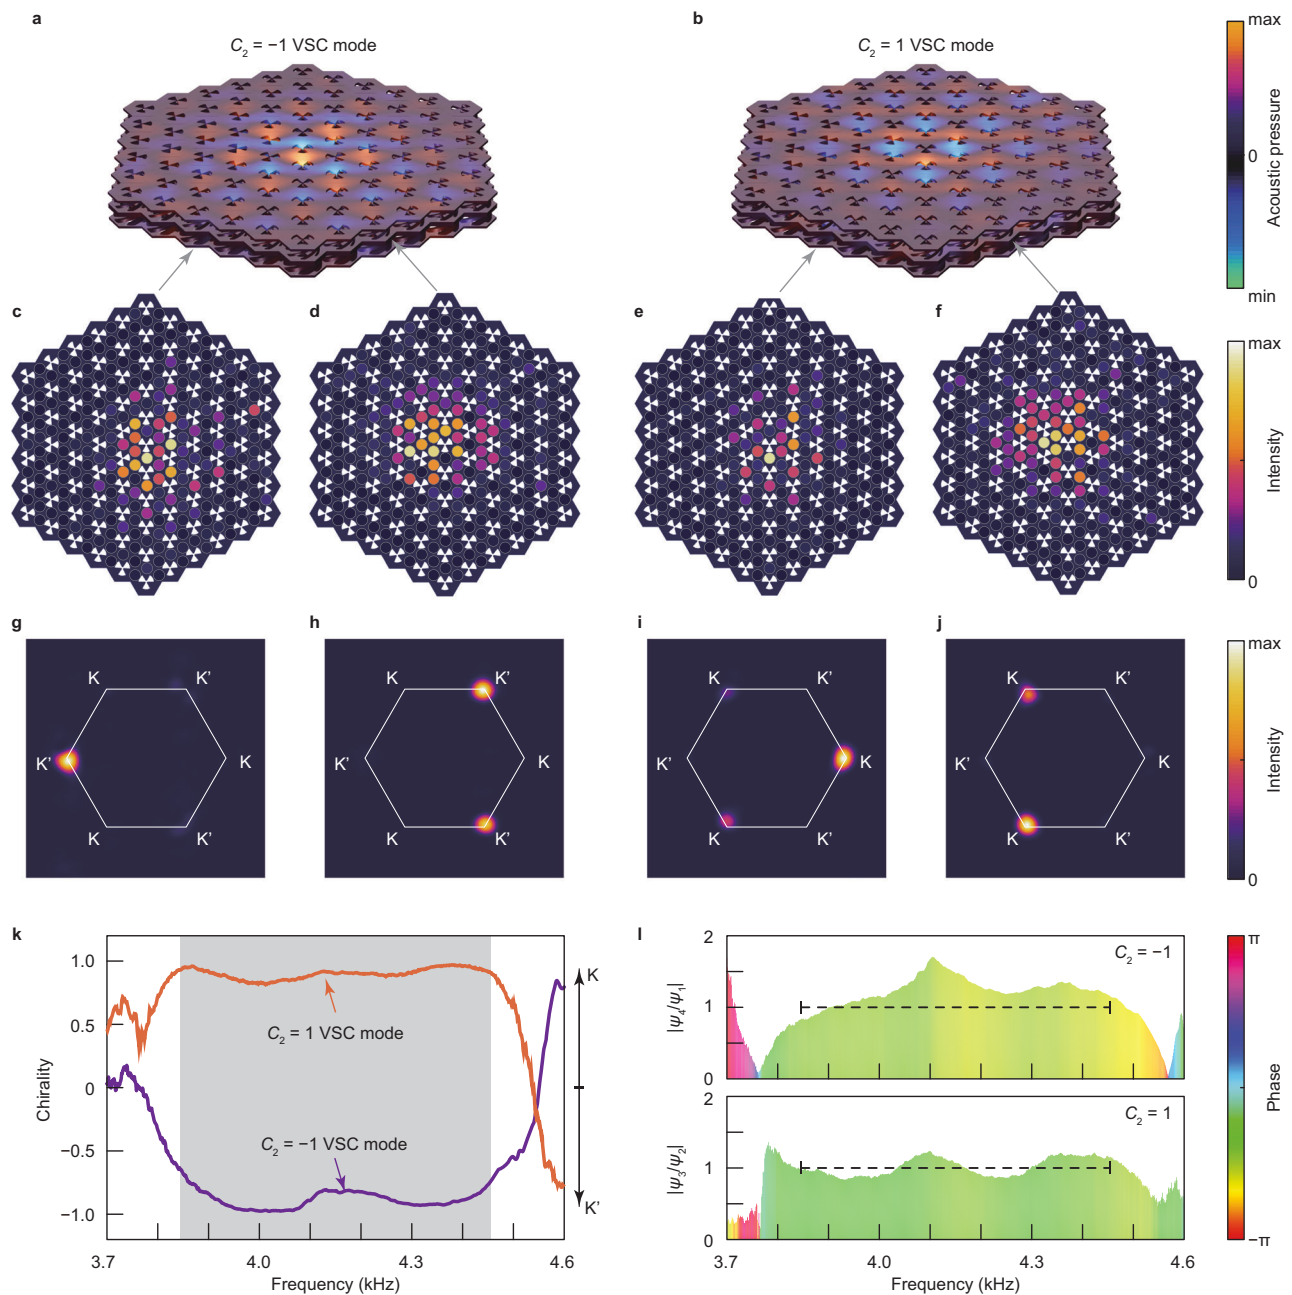 a
b
C2 = −1 VSC mode
C2 = 1 VSC mode
max
0
min
Acoustic pressure
c
d
e
f
max
0
Intensity
g
h
i
j
K
K’
K’
K
K
K’
K
K’
K’
K
K
K’
K
K’
K’
K
K
K’
K
K’
K’
K
K
K’
max
0
Intensity
k
1.0
0.5
0
−0.5
−1.0
Chirality
C2 = 1 VSC mode
C2 = −1 VSC mode
K
K’
3.7
4.0
4.3
4.6
Frequency (kHz)
l
2
1
0
|ψ4/ψ1|
C2 = −1
2
1
0
|ψ3/ψ2|
C2 = 1
3.7
4.0
4.3
4.6
Frequency (kHz)
π
−π
Phase